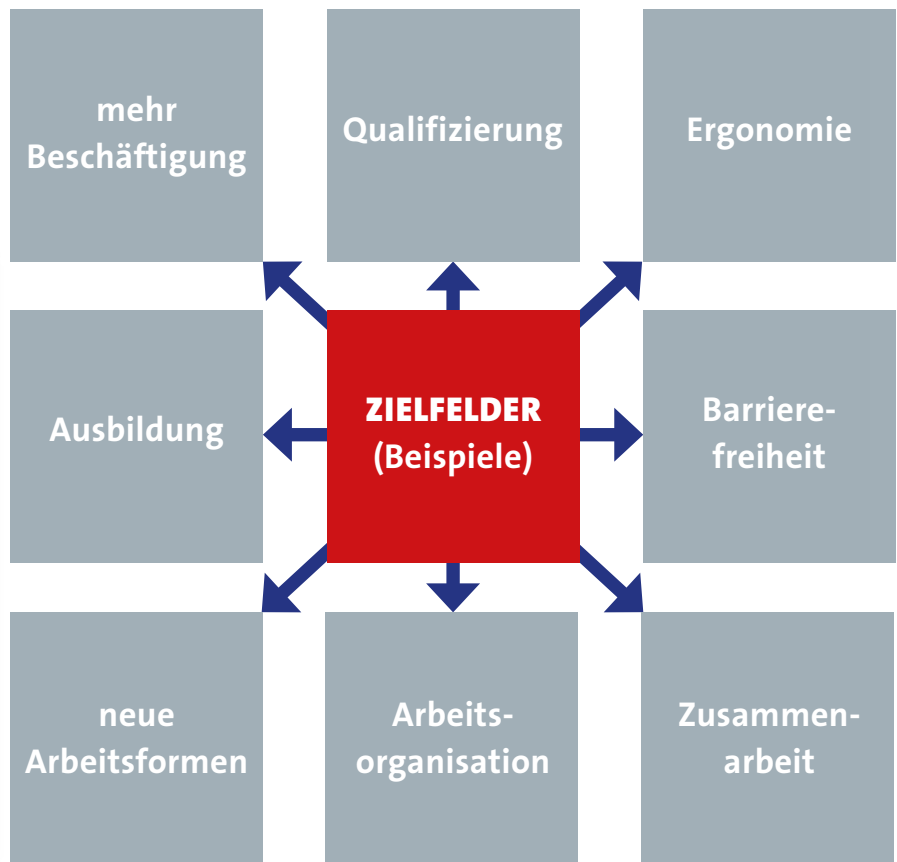 mehr
Beschäftigung
Qualifizierung
Ergonomie
Ausbildung
ZIELFELDER
(Beispiele)
Barriere-
freiheit
neue
Arbeitsformen
Arbeits-
organisation
Zusammen-
arbeit